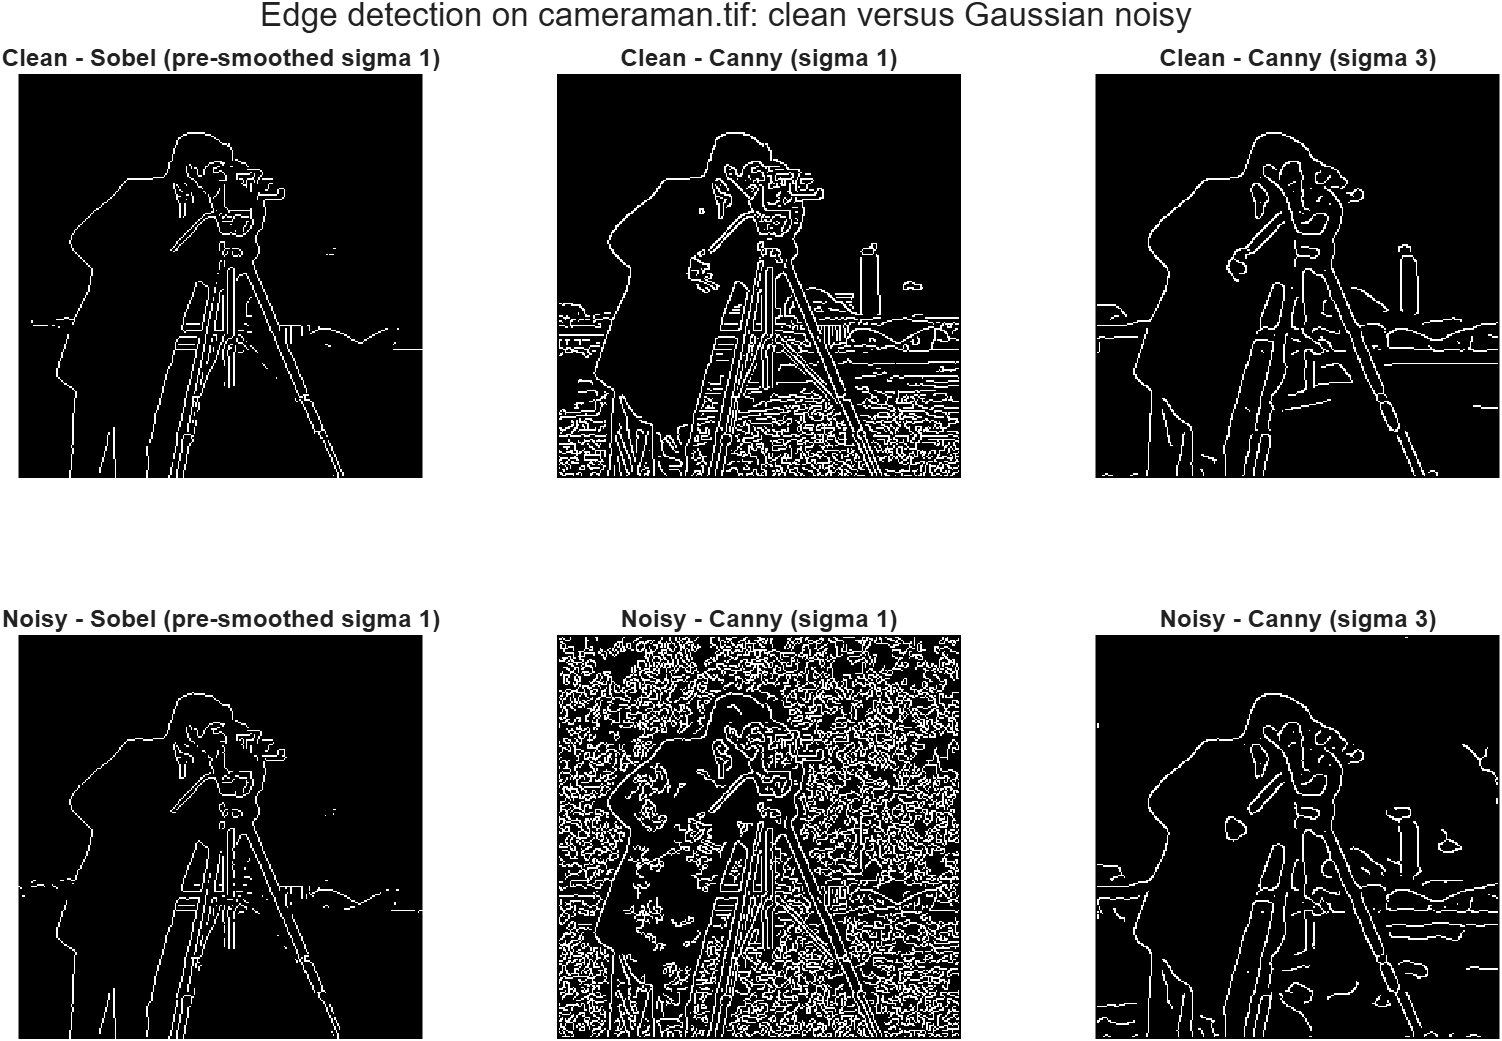 Edge detection on cameraman.tif: clean versus Gaussian noisy
Clean - Sobel (pre-smoothed sigma 1)
Clean - Canny (sigma 1)
Clean - Canny (sigma 3)
Noisy - Sobel (pre-smoothed sigma 1)
Noisy - Canny (sigma 1)
Noisy - Canny (sigma 3)